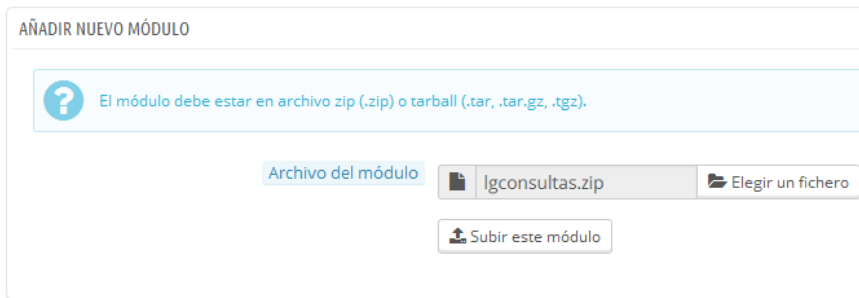 AÑADIR NUEVO MÓDULO
El módulo debe estar en archivo zip (.zip) o tarball (.tar, .tar.gz, .tgz).
Archivo del módulo lgconsultas.zip Elegir un fichero
Subir este módulo